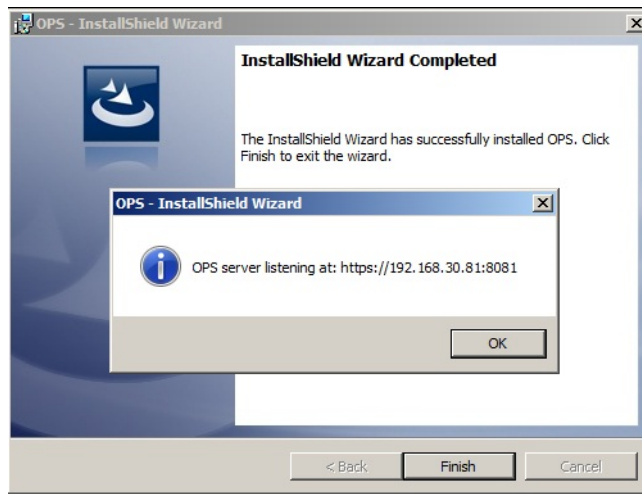 OPS - InstallShield Wizard
InstallShield Wizard Completed
The InstallShield Wizard has successfully installed OPS. Click
Finish to exit the wizard.
OPS - InstallShield Wizard
OPS server listening at: https://192.168.30.81:8081
OK
< Back
Finish
Cancel